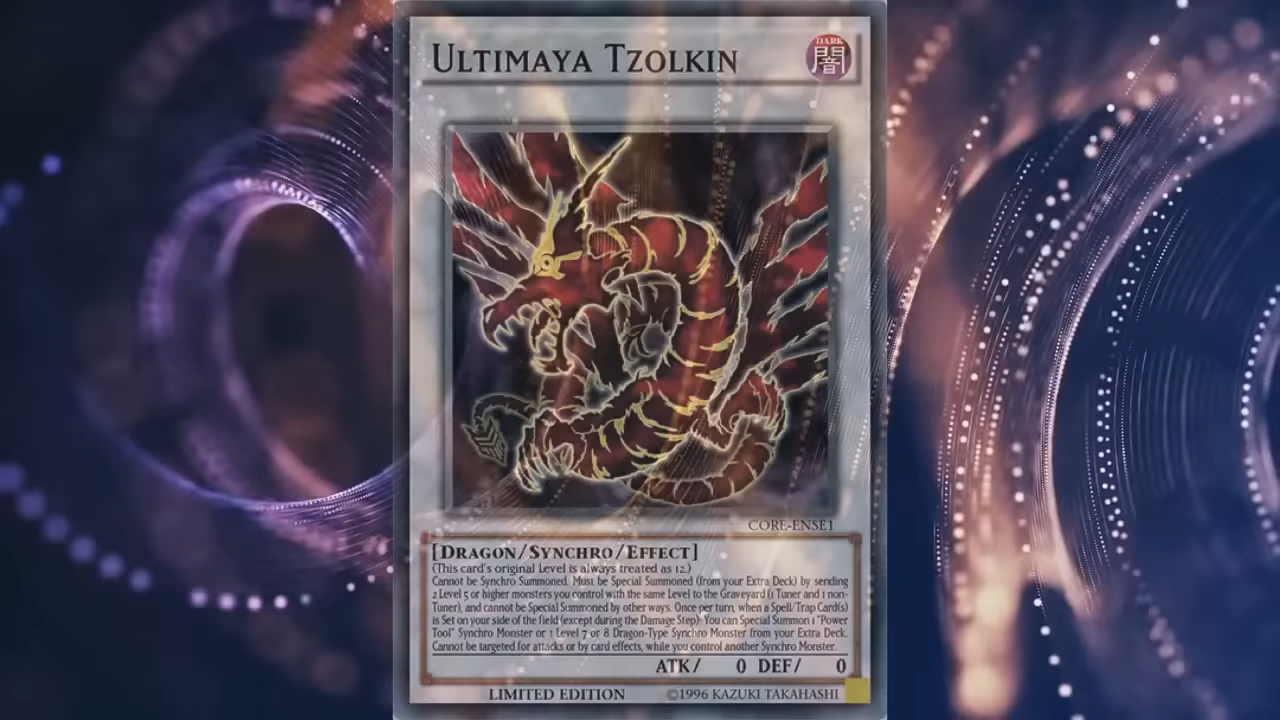 ULTIMAYA TZOLKIN
DARK
闇
CORE-ENSE1
[DRAGON/SYNCHRO/EFFECT]
(This card's original Level is always treated as 12.)
Cannot be Synchro Summoned. Must be Special Summoned (from your Extra Deck) by sending
2 Level 5 or higher monsters you control with the same Level to the Graveyard (1 Tuner and 1 non-
Tuner), and cannot be Special Summoned by other ways. Once per turn, when a Spell/Trap Card(s)
is Set on your side of the field (except during the Damage Step): You can Special Summon 1 "Power
Tool" Synchro Monster or 1 Level 7 or 8 Dragon-Type Synchro Monster from your Extra Deck.
Cannot be targeted for attacks or by card effects, while you control another Synchro Monster.
ATK/ 0 DEF/ 0
LIMITED EDITION ©1996 KAZUKI TAKAHASHI